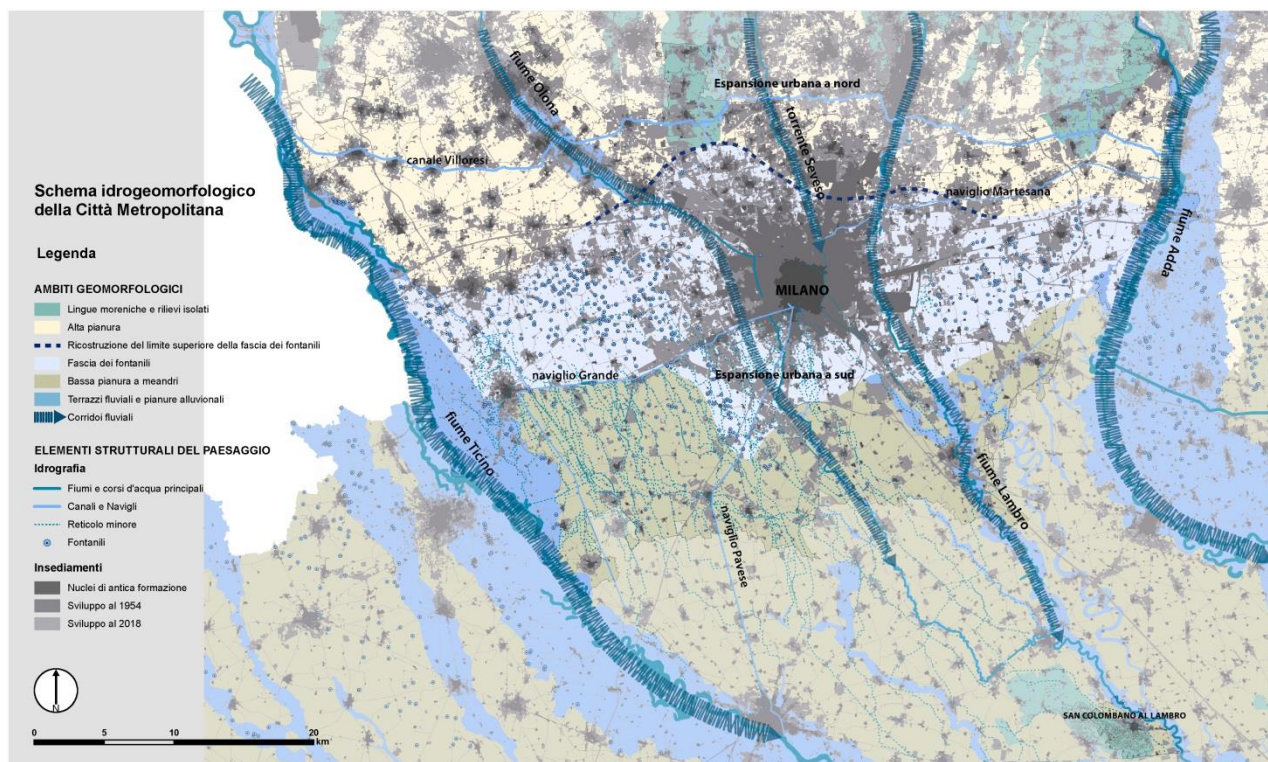 Schema idrogeomorfologico
della Città Metropolitana
Legenda
AMBITI GEOMORFOLOGICI
Lingue moreniche e rilievi isolati
Alta pianura
Ricostruzione del limite superiore della fascia dei fontanili
Fascia dei fontanili
Bassa pianura a meandri
Terrazzi fluviali e pianure alluvionali
Corridoi fluviali
ELEMENTI STRUTTURALI DEL PAESAGGIO
Idrografia
Fiumi e corsi d'acqua principali
Canali e Navigli
Reticolo minore
Fontanili
Insediamenti
Nuclei di antica formazione
Sviluppo al 1954
Sviluppo al 2018
N
0 5 10 20
km
fiume Olona
Espansione urbana a nord
torrente Seveso
canale Villoresi
naviglio Martesana
fiume Adda
MILANO
naviglio Grande
Espansione urbana a sud
fiume Ticino
fiume Lambro
naviglio Pavese
SAN COLOMBANO AL LAMBRO